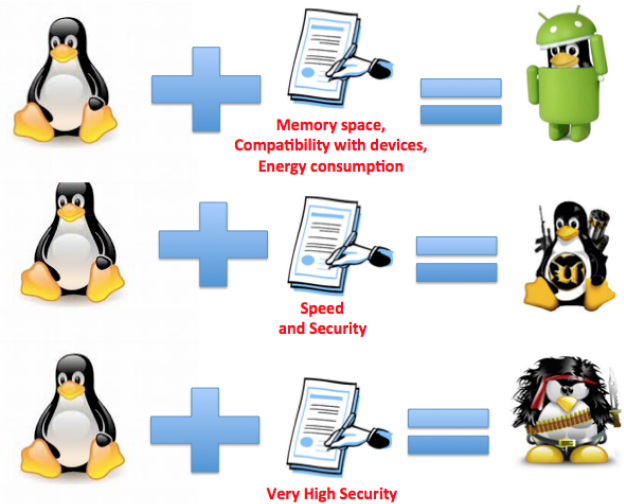 Memory space,
Compatibility with devices,
Energy consumption
Speed
and Security
Very High Security